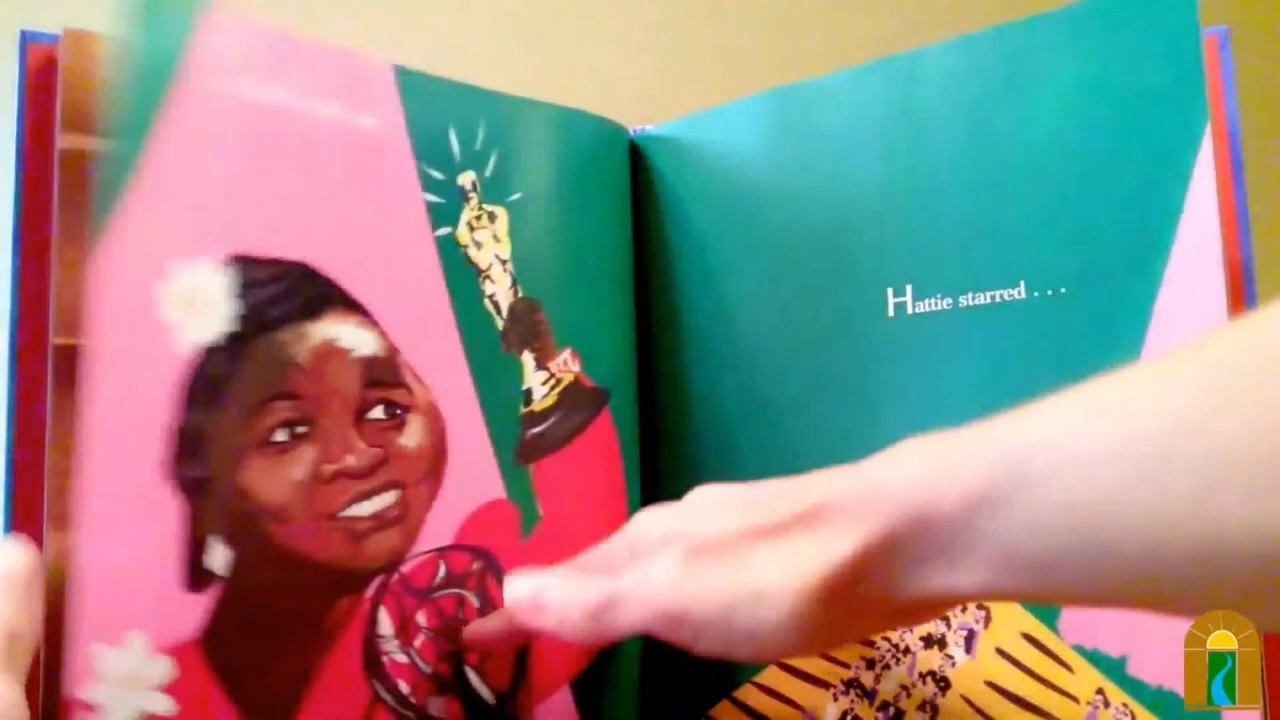 Hattie starred . . .